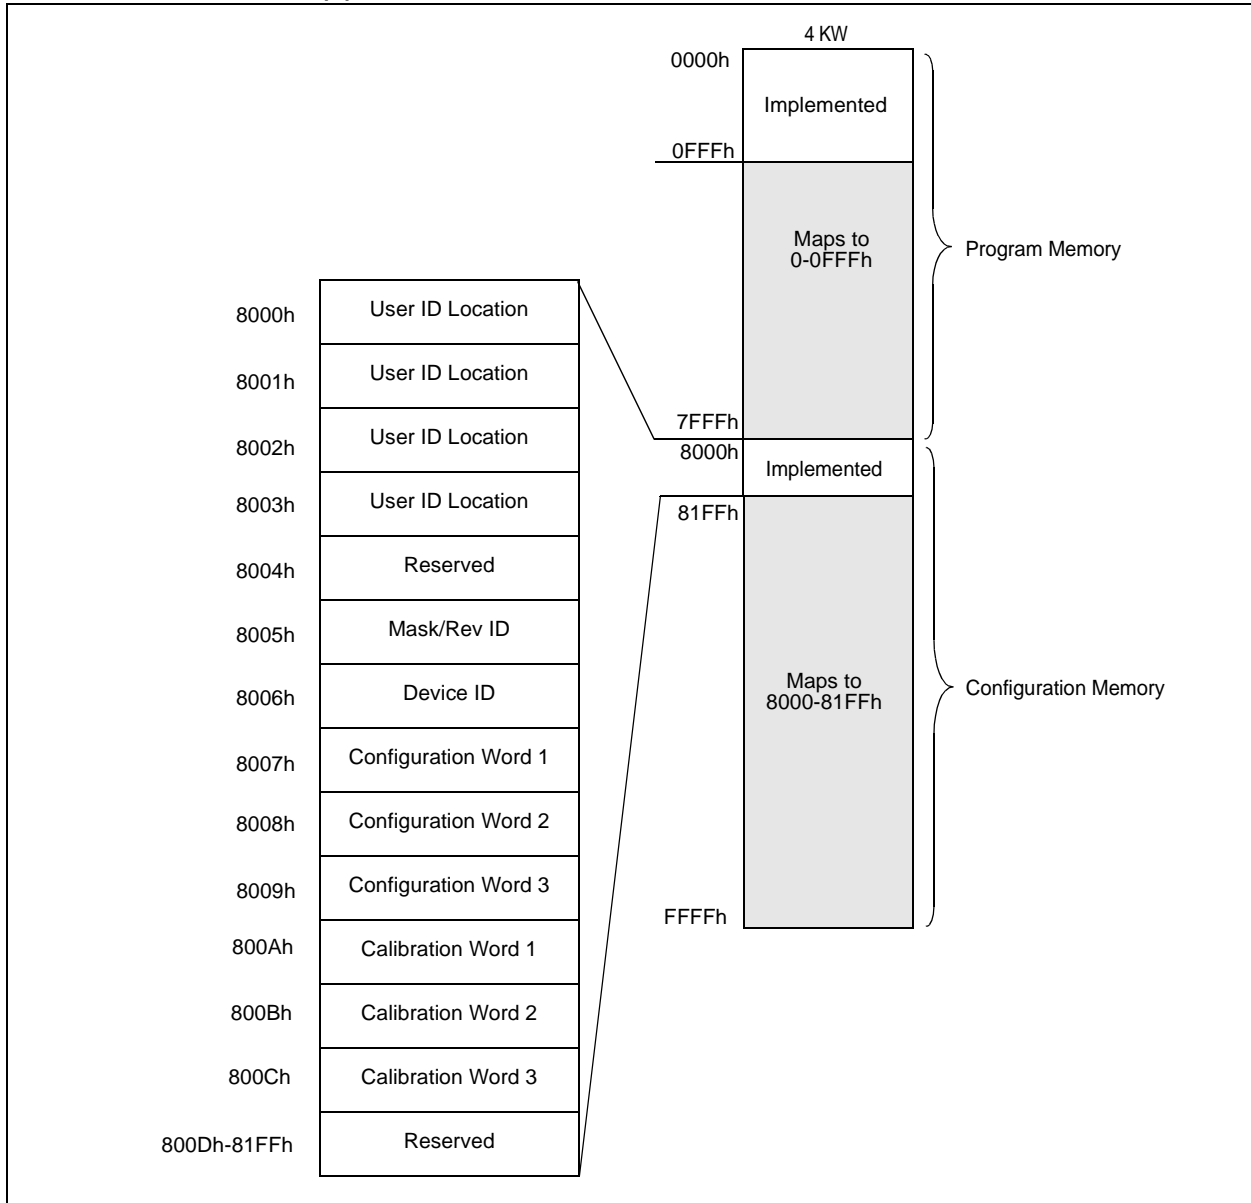 4 KW
0000h
Implemented
0FFFh
Maps to
0-0FFFh
Program Memory
7FFFh
8000h
Implemented
81FFh
Maps to
8000-81FFh
Configuration Memory
FFFFh
8000h User ID Location
8001h User ID Location
8002h User ID Location
8003h User ID Location
8004h Reserved
8005h Mask/Rev ID
8006h Device ID
8007h Configuration Word 1
8008h Configuration Word 2
8009h Configuration Word 3
800Ah Calibration Word 1
800Bh Calibration Word 2
800Ch Calibration Word 3
800Dh-81FFh Reserved